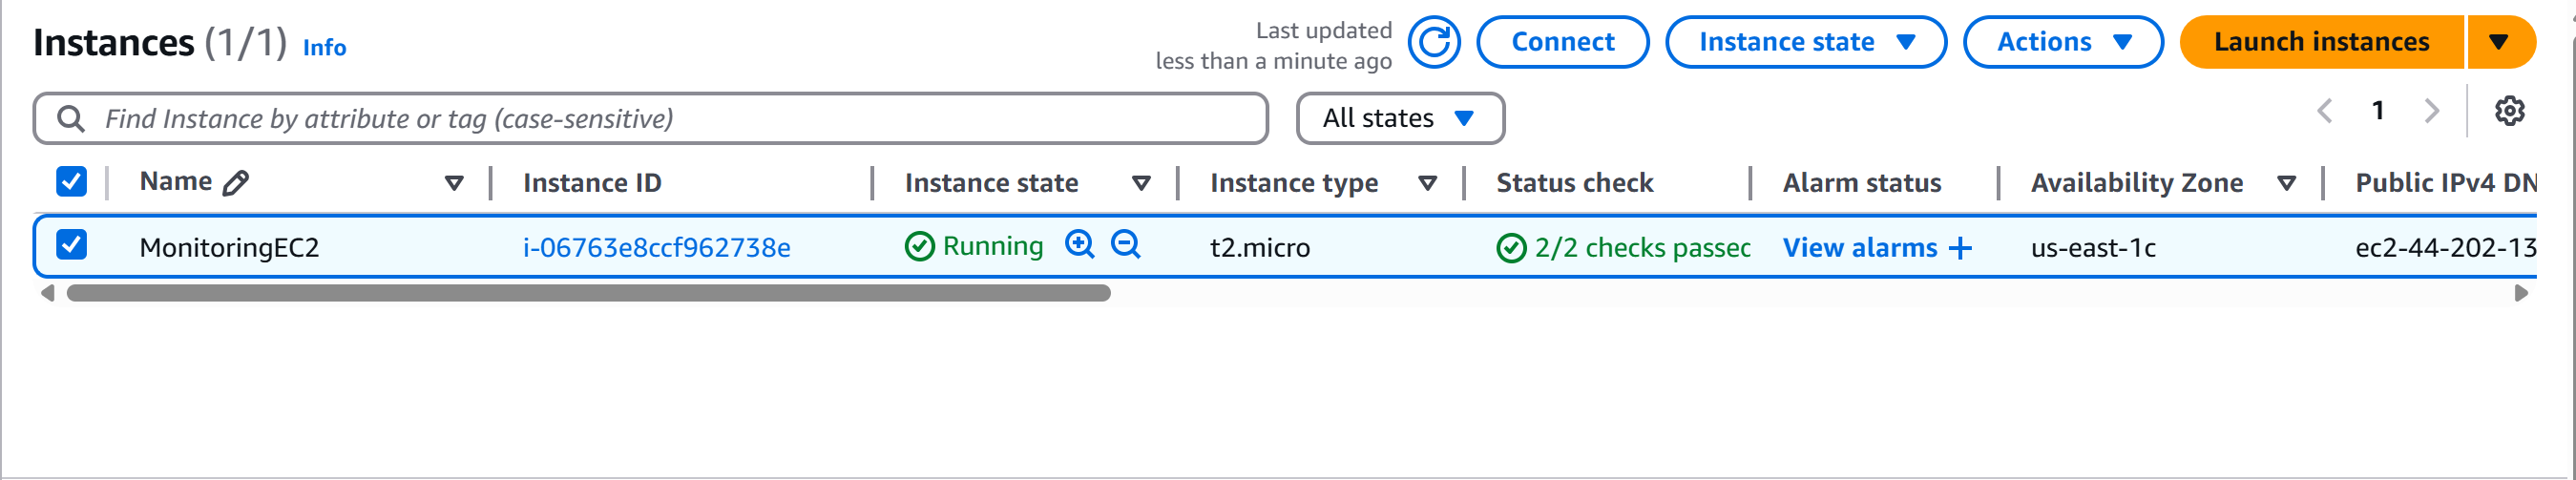 Instances (1/1) Info
Last updated
less than a minute ago
Connect
Instance state
Actions
Launch instances
Find Instance by attribute or tag (case-sensitive)
All states
1
Name Instance ID Instance state Instance type Status check Alarm status Availability Zone Public IPv4 DN
MonitoringEC2 i-06763e8ccf962738e Running t2.micro 2/2 checks passec View alarms + us-east-1c ec2-44-202-13